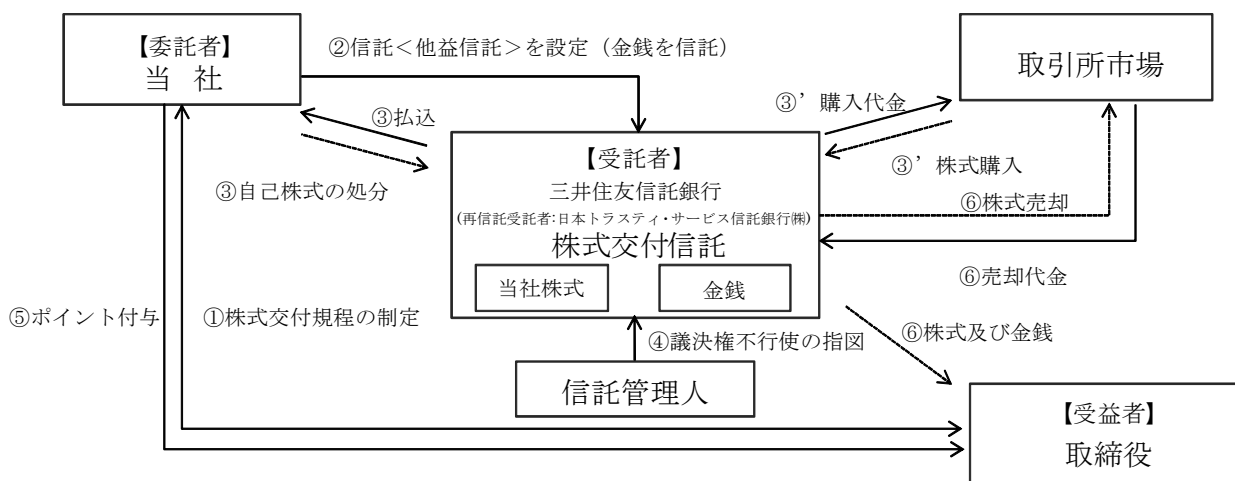 【委託者】
当 社
②信託<他益信託>を設定（金銭を信託）
取引所市場
③払込
③’購入代金
③自己株式の処分
③’株式購入
【受託者】
三井住友信託銀行
(再信託受託者:日本トラスティ・サービス信託銀行㈱)
株式交付信託
当社株式
金銭
⑥株式売却
⑥売却代金
⑤ポイント付与
①株式交付規程の制定
④議決権不行使の指図
⑥株式及び金銭
信託管理人
【受益者】
取締役